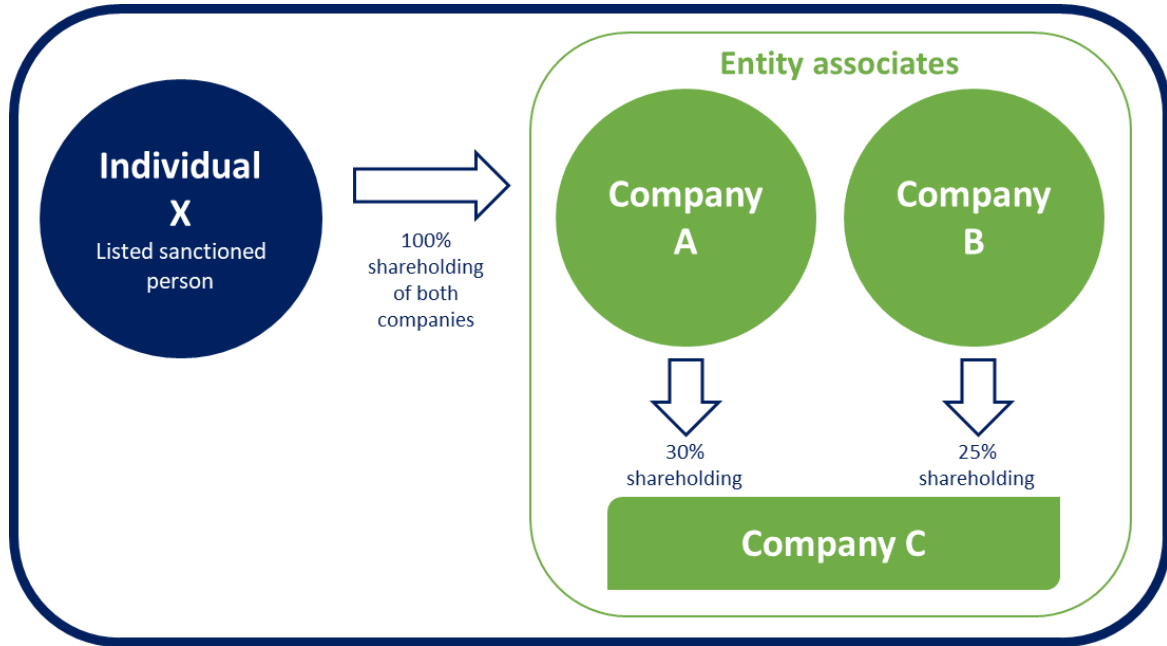 Entity associates
Individual
X
Listed sanctioned
person
100%
shareholding
of both
companies
Company
A
Company
B
30%
shareholding
25%
shareholding
Company C